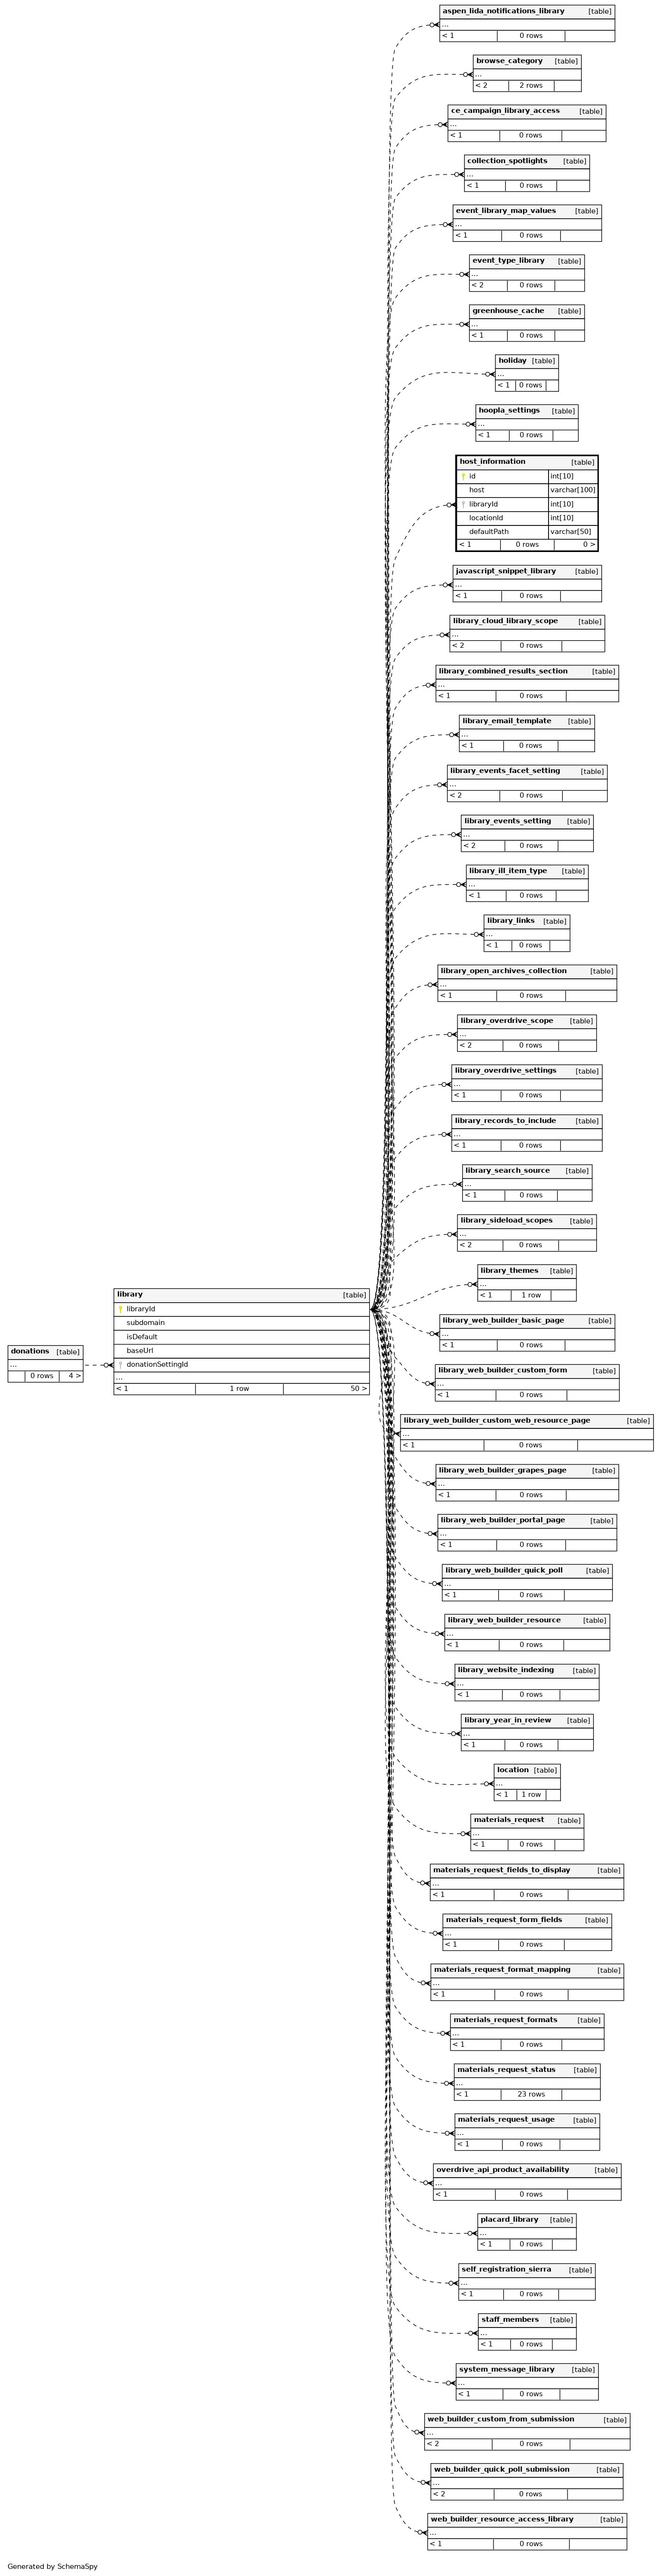 aspen_lida_notifications_library [table]
...
< 1 0 rows
browse_category [table]
...
< 2 2 rows
ce_campaign_library_access [table]
...
< 1 0 rows
collection_spotlights [table]
...
< 1 0 rows
event_library_map_values [table]
...
< 1 0 rows
event_type_library [table]
...
< 2 0 rows
greenhouse_cache [table]
...
< 1 0 rows
holiday [table]
...
< 1 0 rows
hoopla_settings [table]
...
< 1 0 rows
host_information [table]
id int[10]
host varchar[100]
libraryId int[10]
locationId int[10]
defaultPath varchar[50]
< 1 0 rows 0 >
javascript_snippet_library [table]
...
< 1 0 rows
library_cloud_library_scope [table]
...
< 2 0 rows
library_combined_results_section [table]
...
< 1 0 rows
library_email_template [table]
...
< 1 0 rows
library_events_facet_setting [table]
...
< 2 0 rows
library_events_setting [table]
...
< 2 0 rows
library_ill_item_type [table]
...
< 1 0 rows
library_links [table]
...
< 1 0 rows
library_open_archives_collection [table]
...
< 1 0 rows
library_overdrive_scope [table]
...
< 2 0 rows
library_overdrive_settings [table]
...
< 1 0 rows
library_records_to_include [table]
...
< 1 0 rows
library_search_source [table]
...
< 1 0 rows
library_sideload_scopes [table]
...
< 2 0 rows
library_themes [table]
...
< 1 1 row
library [table]
libraryId
subdomain
isDefault
baseUrl
donationSettingId
...
< 1 1 row 50 >
donations [table]
...
0 rows 4 >
library_web_builder_basic_page [table]
...
< 1 0 rows
library_web_builder_custom_form [table]
...
< 1 0 rows
library_web_builder_custom_web_resource_page [table]
...
< 1 0 rows
library_web_builder_grapes_page [table]
...
< 1 0 rows
library_web_builder_portal_page [table]
...
< 1 0 rows
library_web_builder_quick_poll [table]
...
< 1 0 rows
library_web_builder_resource [table]
...
< 1 0 rows
library_website_indexing [table]
...
< 1 0 rows
library_year_in_review [table]
...
< 1 0 rows
location [table]
...
< 1 1 row
materials_request [table]
...
< 1 0 rows
materials_request_fields_to_display [table]
...
< 1 0 rows
materials_request_form_fields [table]
...
< 1 0 rows
materials_request_format_mapping [table]
...
< 1 0 rows
materials_request_formats [table]
...
< 1 0 rows
materials_request_status [table]
...
< 1 23 rows
materials_request_usage [table]
...
< 1 0 rows
overdrive_api_product_availability [table]
...
< 1 0 rows
placard_library [table]
...
< 1 0 rows
self_registration_sierra [table]
...
< 1 0 rows
staff_members [table]
...
< 1 0 rows
system_message_library [table]
...
< 1 0 rows
web_builder_custom_from_submission [table]
...
< 2 0 rows
web_builder_quick_poll_submission [table]
...
< 2 0 rows
web_builder_resource_access_library [table]
...
< 1 0 rows
Generated by SchemaSpy